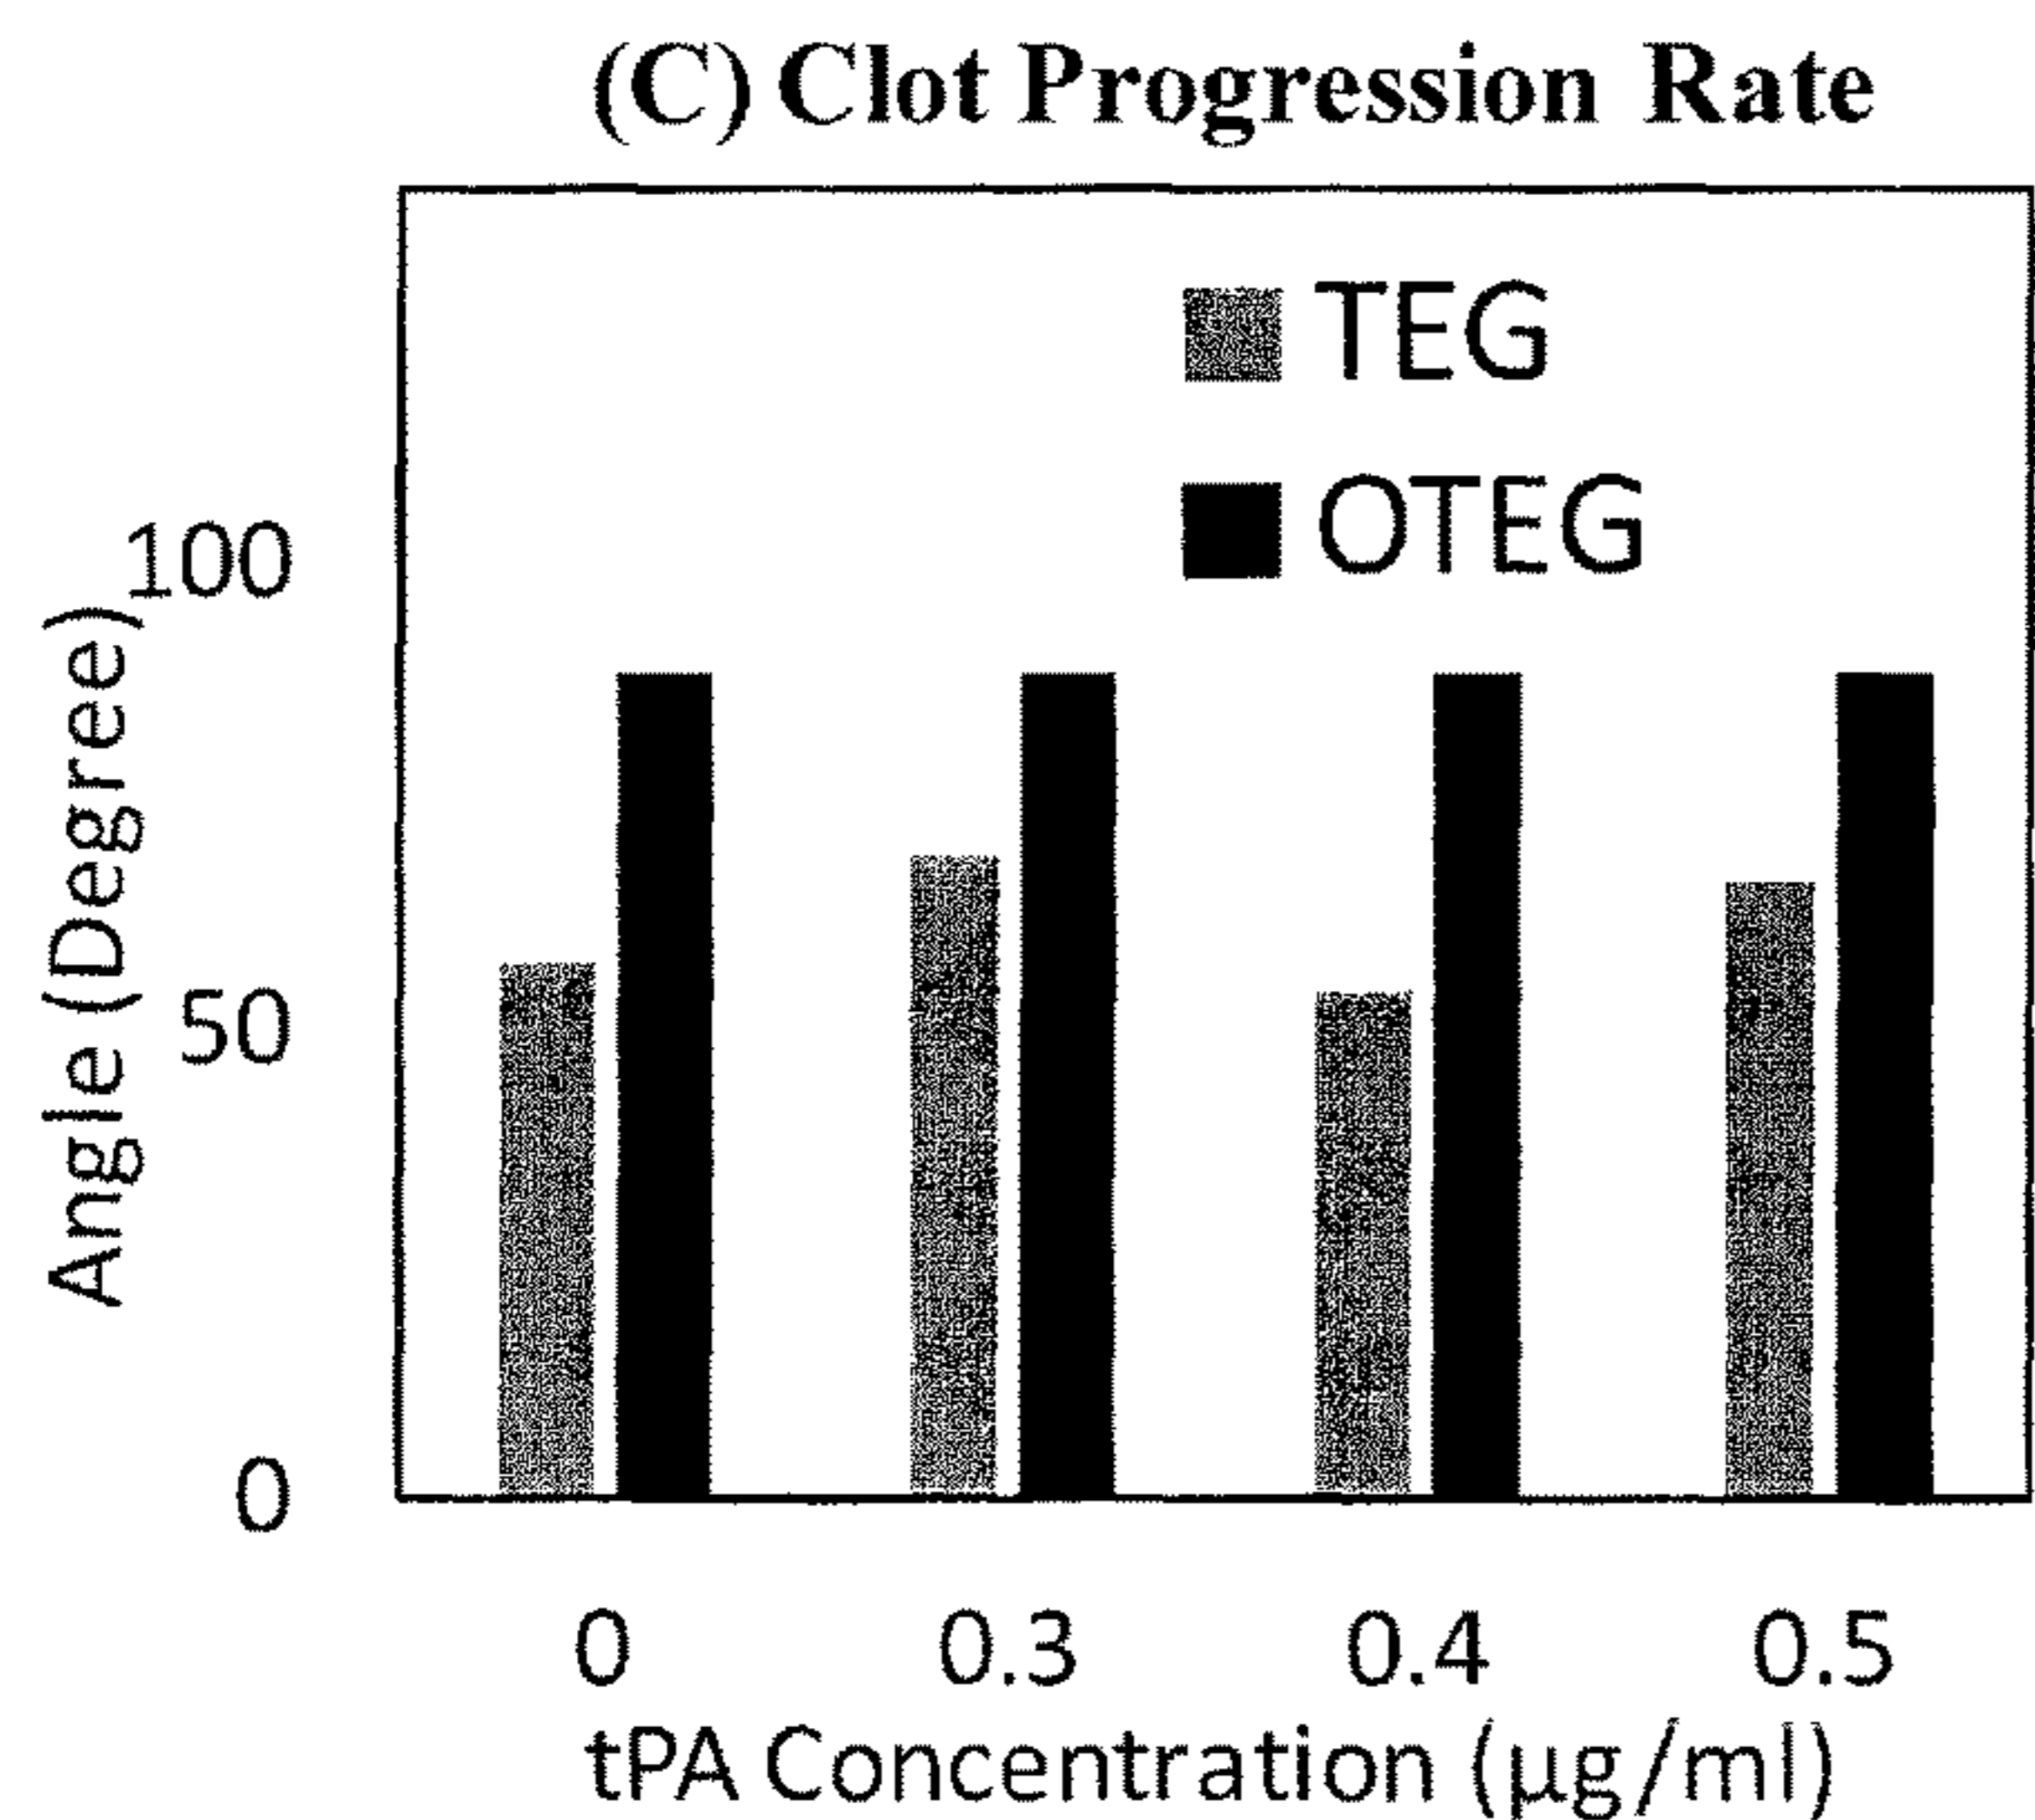 (C) Clot Progression Rate
TEG
OTEG
100
50
0
Angle (Degree)
0 0.3 0.4 0.5
tPA Concentration (µg/ml)